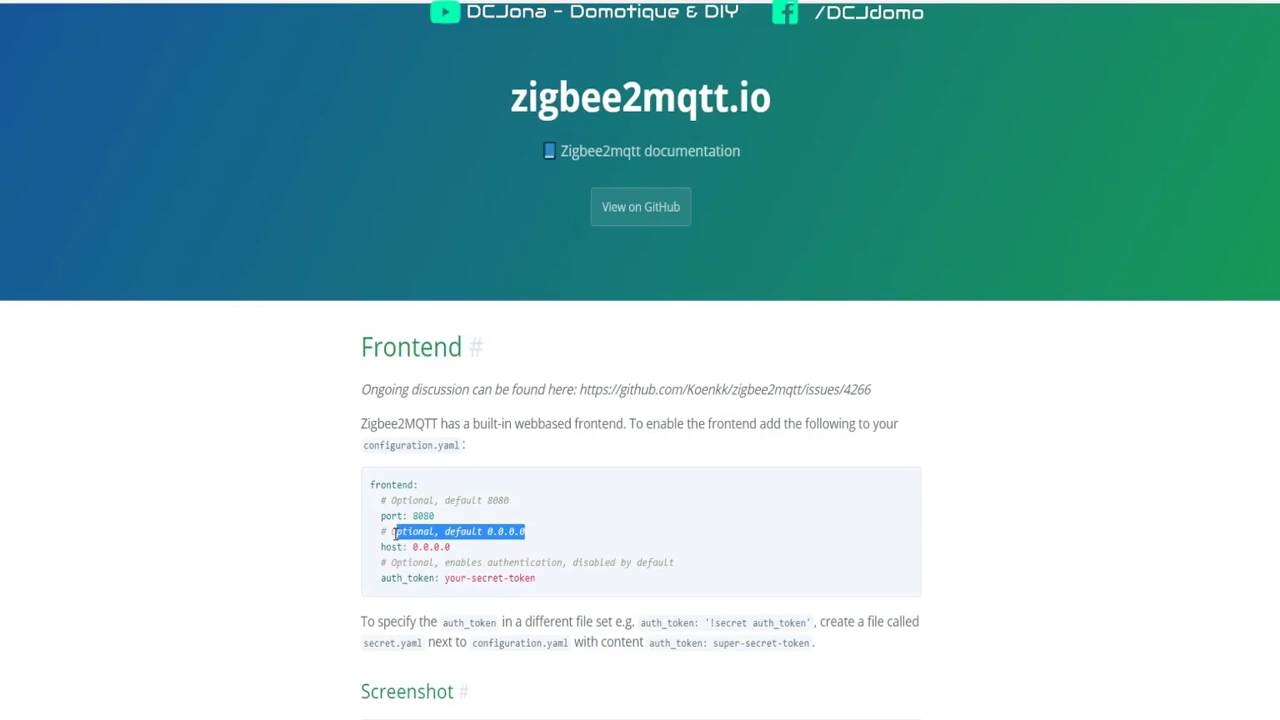 DCJona - Domotique & DIY /DCJdomo
zigbee2mqtt.io
Zigbee2mqtt documentation
View on GitHub
Frontend #
Ongoing discussion can be found here: https://github.com/Koenkk/zigbee2mqtt/issues/4266
Zigbee2MQTT has a built-in webbased frontend. To enable the frontend add the following to your
configuration.yaml:
frontend:
# Optional, default 8080
port: 8080
# Optional, default 0.0.0.0
host: 0.0.0.0
# Optional, enables authentication, disabled by default
auth_token: your-secret-token
To specify the auth_token in a different file set e.g. auth_token: '!secret auth_token', create a file called
secret.yaml next to configuration.yaml with content auth_token: super-secret-token.
Screenshot #